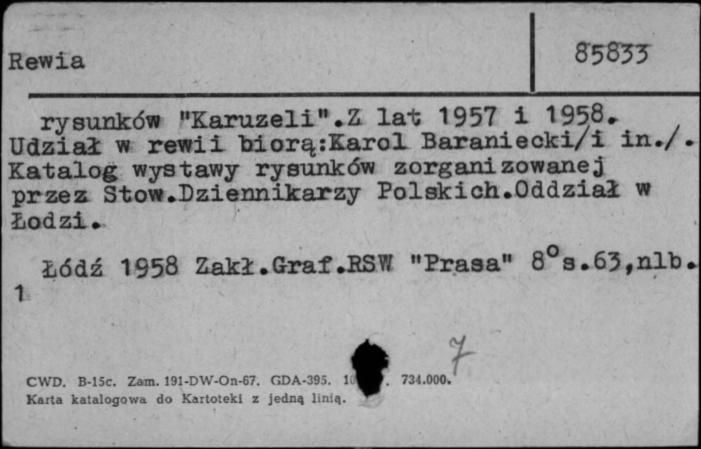 Rewia
85833
rysunków "Karuzeli".Z lat 1957 i 1958.
Udział w rewii biorą:Karol Baraniecki/i in./.
Katalog wystawy rysunków zorganizowanej
przez Stow.Dziennikarzy Polskich.Oddział w
Łodzi.
Łódź 1958 Zakł.Graf.RSW "Prasa" 8°s.63,nlb.
1
7
CWD. B-15c. Zam. 191-DW-On-67. GDA-395. 734.000.
Karta katalogowa do Kartoteki z jedną linią.